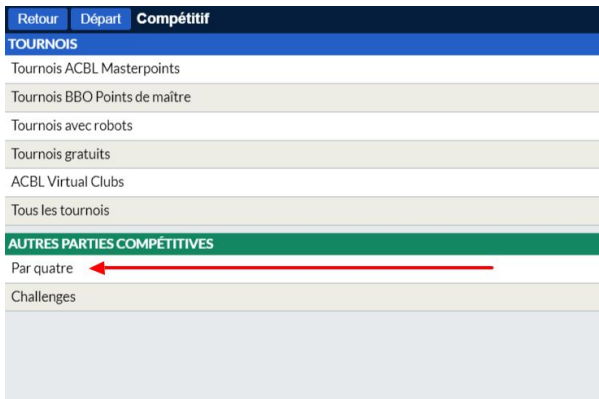 Retour Départ Compétitif
TOURNOIS
Tournois ACBL Masterpoints
Tournois BBO Points de maître
Tournois avec robots
Tournois gratuits
ACBL Virtual Clubs
Tous les tournois
AUTRES PARTIES COMPÉTITIVES
Par quatre
Challenges